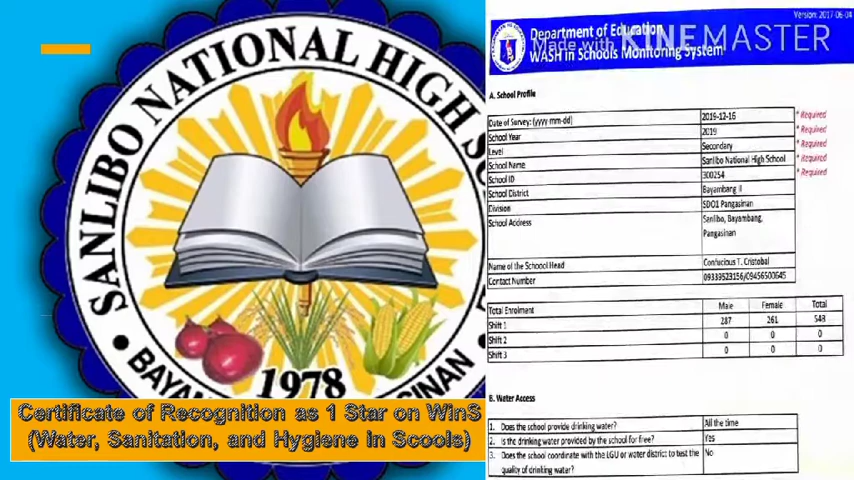 SANLIBO NATIONAL HIGH
1978
Certificate of Recognition as 1 Star on WinS
(Water, Sanitation, and Hygiene in Scools)
Version: 2017-06-04
Department of Education
WASH in Schools Monitoring System
Made with KINEMASTER
A. School Profile
Date of Survey: (yyyy mm-dd) 2019-12-16 * Required
School Year 2019 * Required
Level Secondary * Required
School Name Sanlibo National High School * Required
School ID 300254 * Required
School District Bayambang II
Division SDO1 Pangasinan
School Address Sanlibo, Bayambang,
Pangasinan
Name of the School Head Confucious T. Cristobal
Contact Number 09339523156/09456500645
Male Female Total
Total Enrolment
Shift 1 287 261 548
Shift 2 0 0 0
Shift 3 0 0 0
B. Water Access
1. Does the school provide drinking water? All the time
2. Is the drinking water provided by the school for free? Yes
3. Does the school coordinate with the LGU or water district to test the No
quality of drinking water?